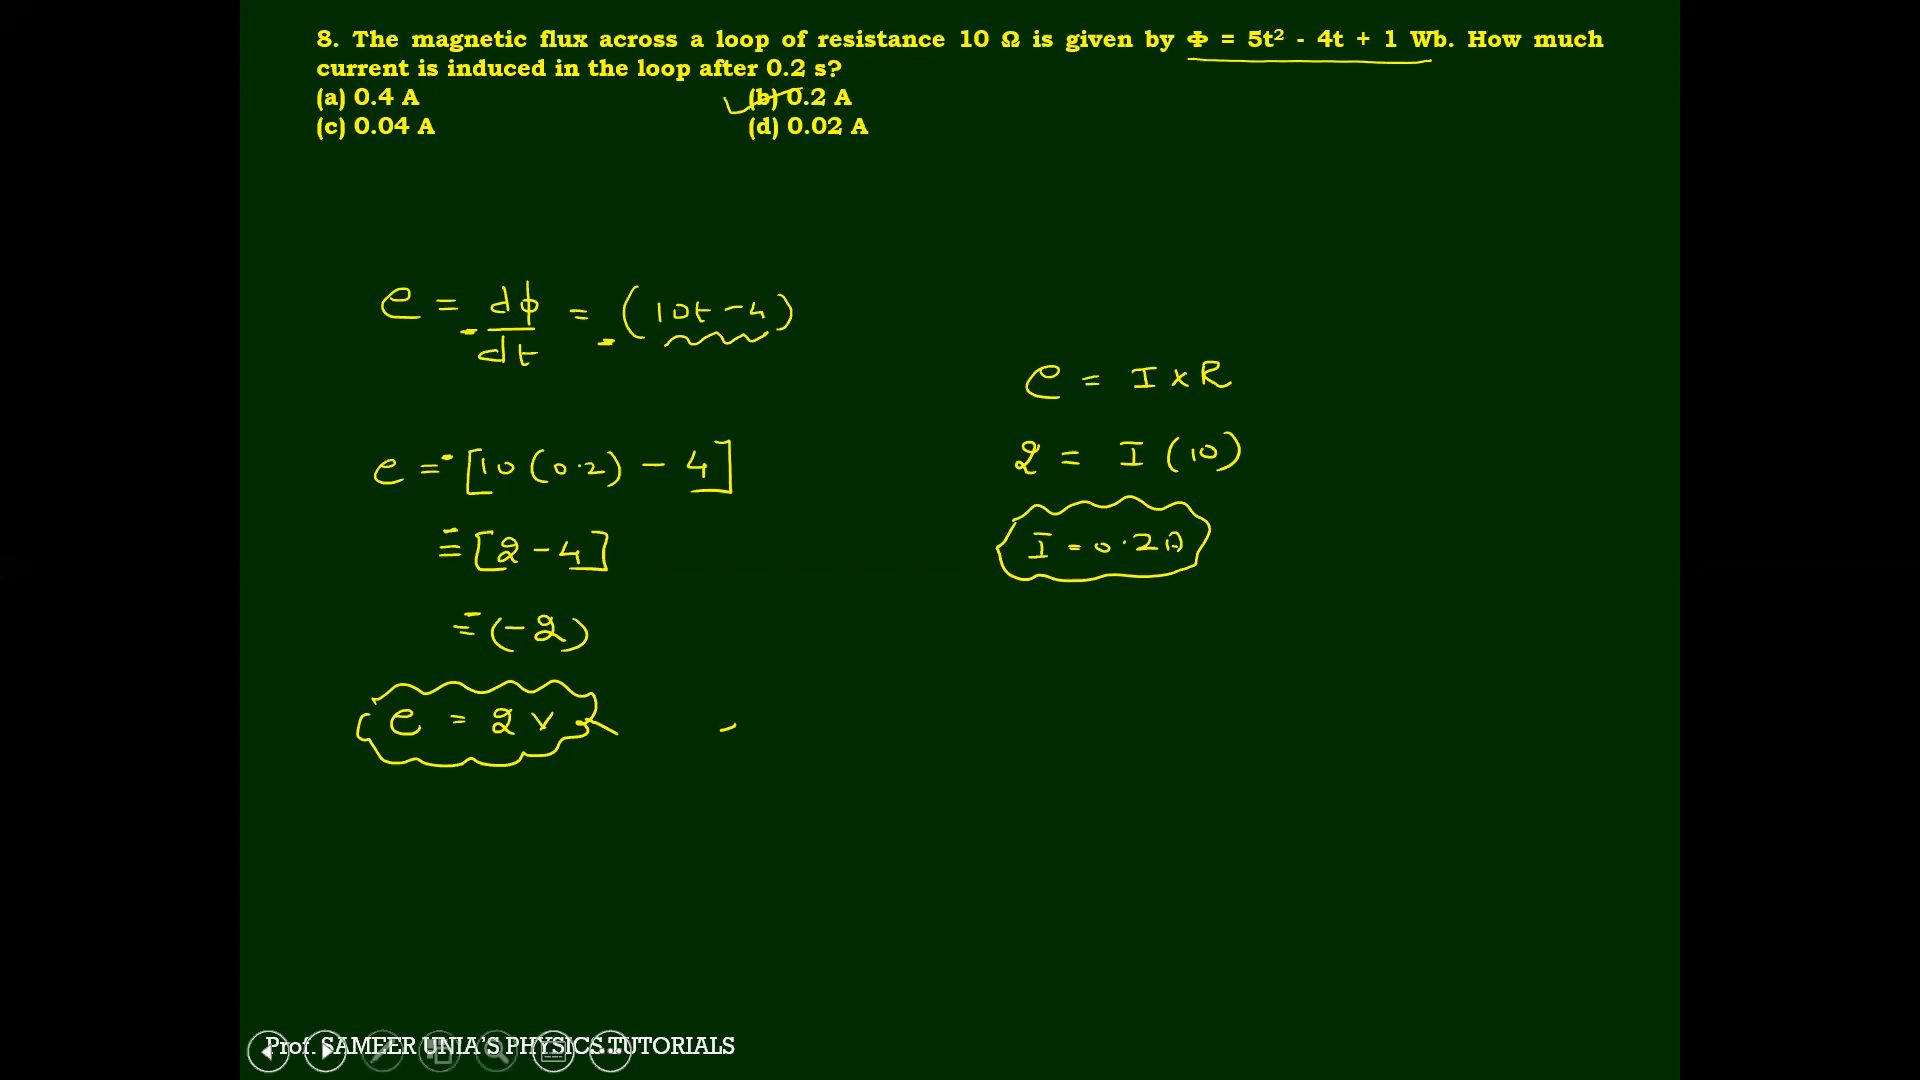 8. The magnetic flux across a loop of resistance 10 Ω is given by Φ = 5t² - 4t + 1 Wb. How much
current is induced in the loop after 0.2 s?
(a) 0.4 A (b) 0.2 A
(c) 0.04 A (d) 0.02 A
e = - dφ/dt = - (10t - 4)
e = - [10 (0.2) - 4]
= - [2 - 4]
= - (-2)
e = 2 V
e = I × R
2 = I (10)
I = 0.2 A
Prof. SAMEER UNIA'S PHYSICS TUTORIALS